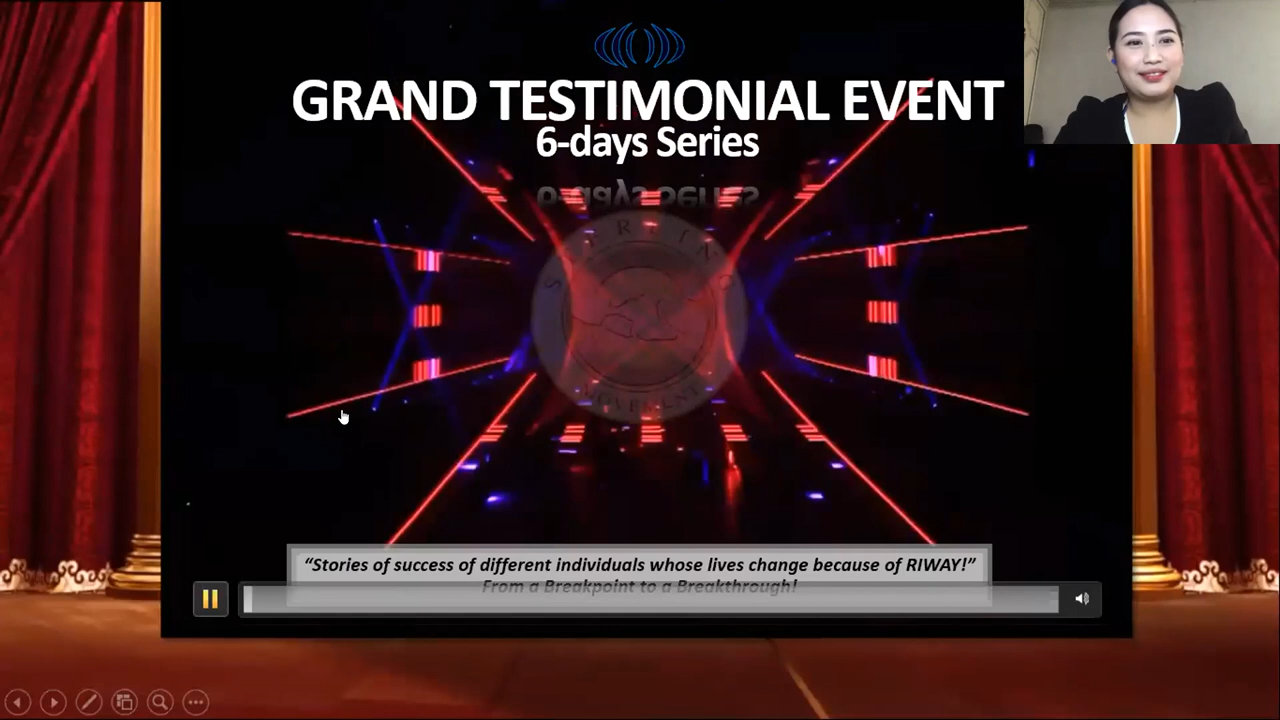 GRAND TESTIMONIAL EVENT
6-days Series
MOVEMENT
“Stories of success of different individuals whose lives change because of RIWAY!”
From a Breakpoint to a Breakthrough!